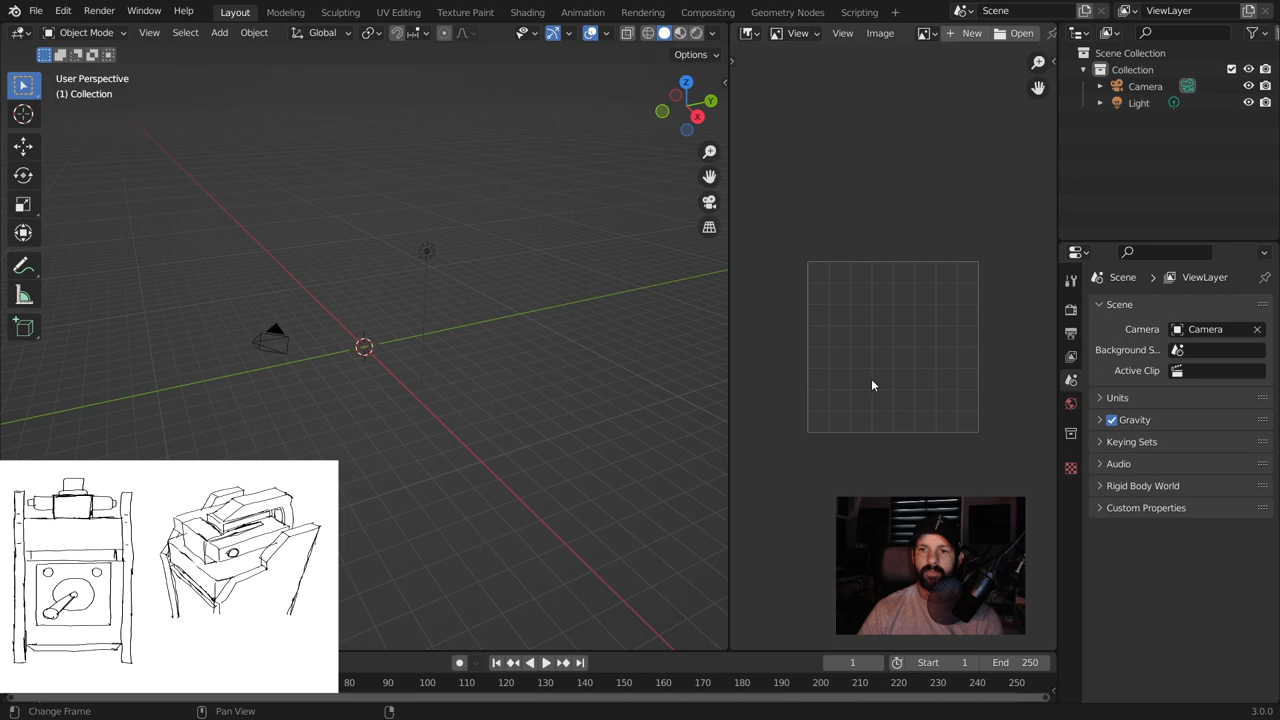 File Edit Render Window Help Layout Modeling Sculpting UV Editing Texture Paint Shading Animation Rendering Compositing Geometry Nodes Scripting + Scene ViewLayer
Object Mode View Select Add Object Global View View Image New Open
Options
User Perspective
(1) Collection
Z
Y
X
Scene Collection
Collection
Camera
Light
Scene ViewLayer
Scene
Camera Camera
Background S...
Active Clip
Units
Gravity
Keying Sets
Audio
Rigid Body World
Custom Properties
1 Start 1 End 250
80 90 100 110 120 130 140 150 160 170 180 190 200 210 220 230 240 250
Change Frame Pan View 3.0.0